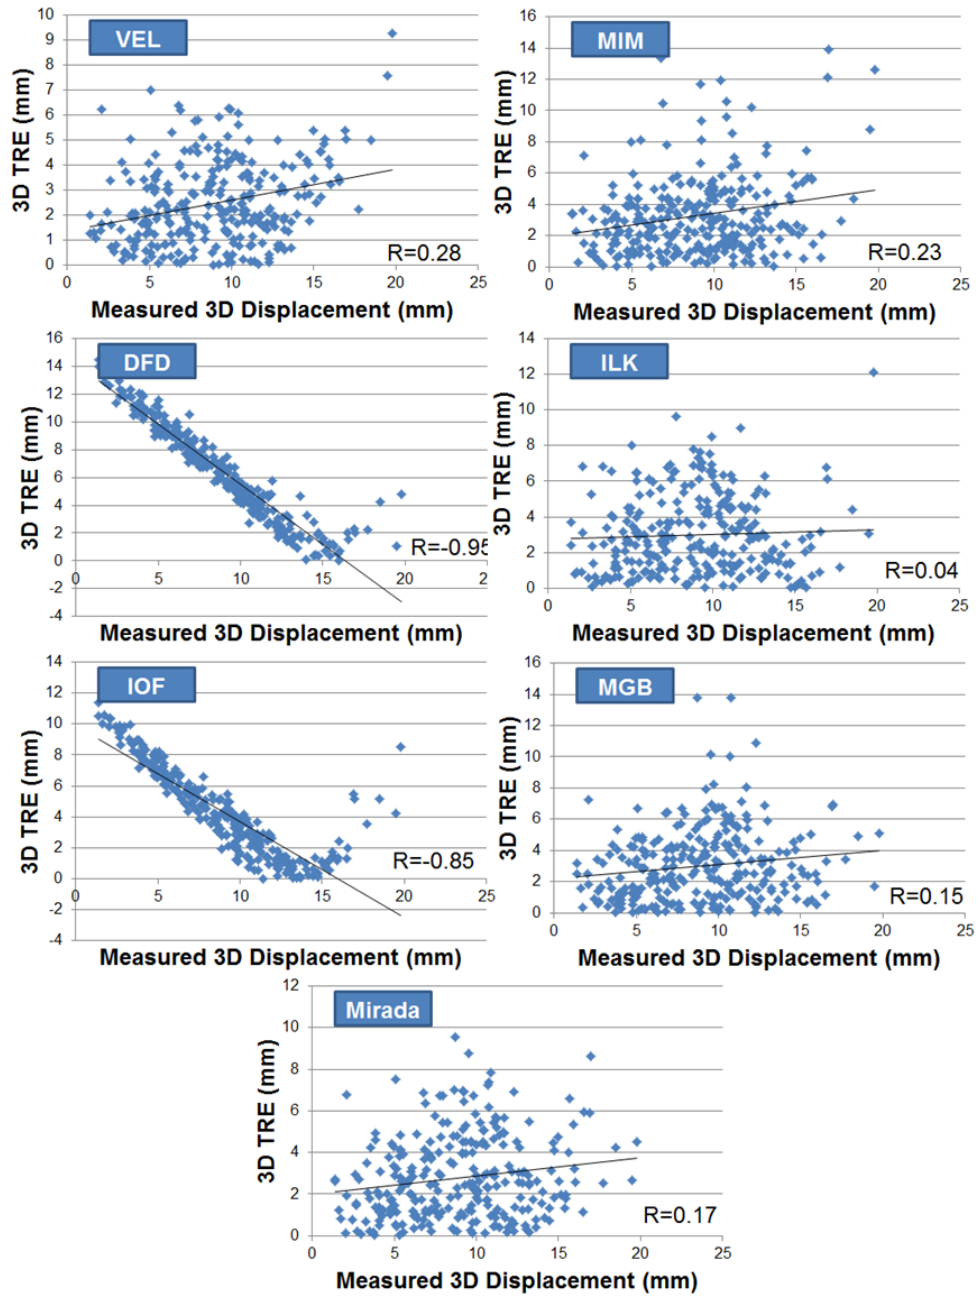 VEL
3D TRE (mm)
10
9
8
7
6
5
4
3
2
1
0
0 5 10 15 20 25
R=0.28
Measured 3D Displacement (mm)
MIM
3D TRE (mm)
16
14
12
10
8
6
4
2
0
0 5 10 15 20 25
R=0.23
Measured 3D Displacement (mm)
DFD
3D TRE (mm)
16
14
12
10
8
6
4
2
0
-2
-4
0 5 10 15 20 25
R=-0.95
Measured 3D Displacement (mm)
ILK
3D TRE (mm)
14
12
10
8
6
4
2
0
0 5 10 15 20 25
R=0.04
Measured 3D Displacement (mm)
IOF
3D TRE (mm)
14
12
10
8
6
4
2
0
-2
-4
0 5 10 15 20 25
R=-0.85
Measured 3D Displacement (mm)
MGB
3D TRE (mm)
16
14
12
10
8
6
4
2
0
0 5 10 15 20 25
R=0.15
Measured 3D Displacement (mm)
Mirada
3D TRE (mm)
12
10
8
6
4
2
0
0 5 10 15 20 25
R=0.17
Measured 3D Displacement (mm)